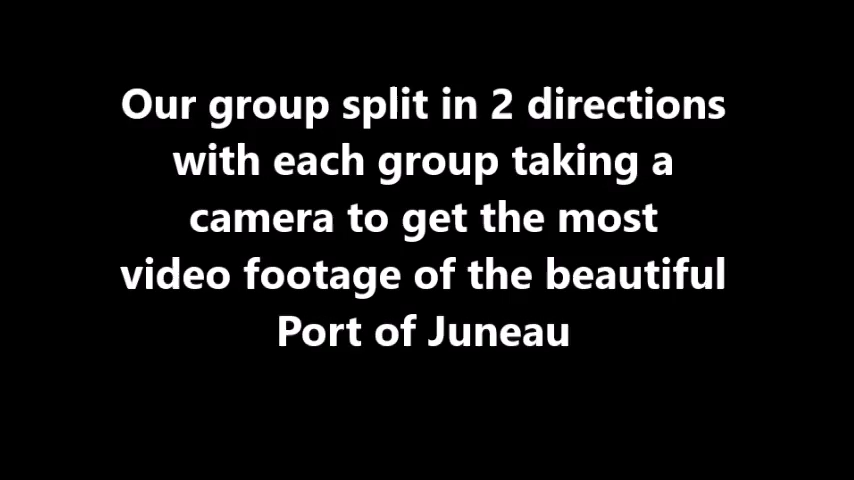 Our group split in 2 directions
with each group taking a
camera to get the most
video footage of the beautiful
Port of Juneau